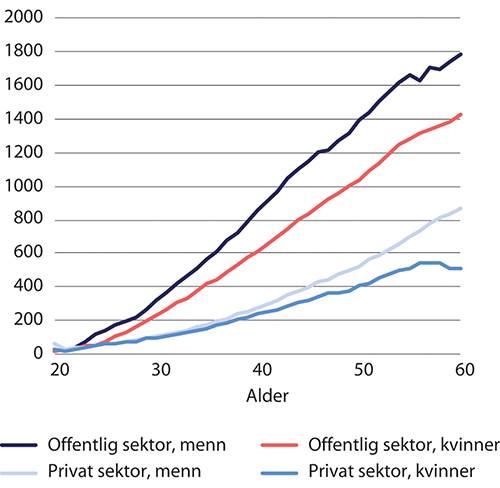 2000
1800
1600
1400
1200
1000
800
600
400
200
0
20 30 40 50 60
Alder
Offentlig sektor, menn Offentlig sektor, kvinner
Privat sektor, menn Privat sektor, kvinner